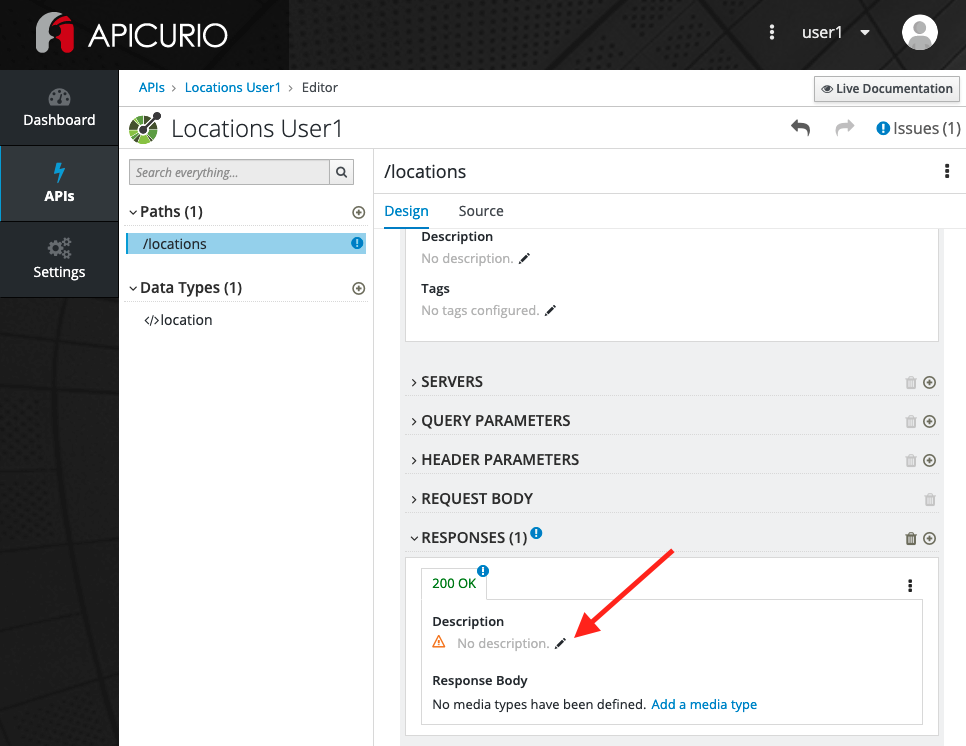 APICURIO
user1
Dashboard
APIs
Settings
APIs › Locations User1 › Editor
Live Documentation
Locations User1
Issues (1)
Search everything...
Paths (1)
/locations
Data Types (1)
</>location
/locations
Design Source
Description
No description.
Tags
No tags configured.
SERVERS
QUERY PARAMETERS
HEADER PARAMETERS
REQUEST BODY
RESPONSES (1)
200 OK
Description
No description.
Response Body
No media types have been defined. Add a media type